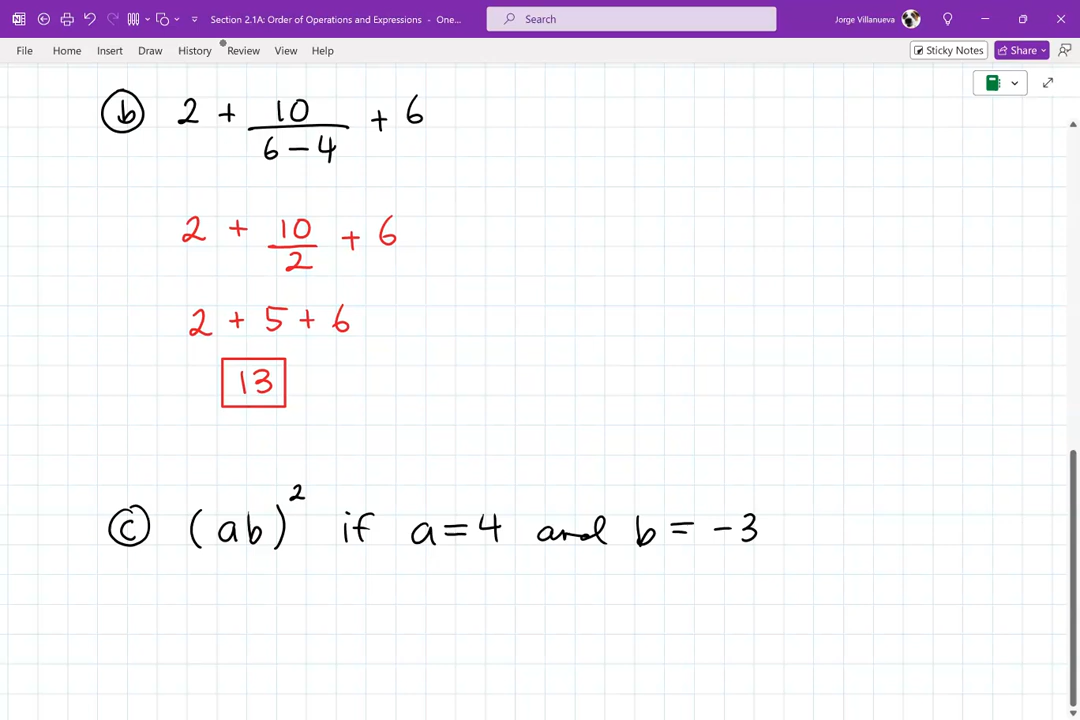 Section 2.1A: Order of Operations and Expressions - One...
Search
Jorge Villanueva
File Home Insert Draw History Review View Help
Sticky Notes
Share
b 2 + 10/(6 - 4) + 6
2 + 10/2 + 6
2 + 5 + 6
13
c (ab)² if a = 4 and b = -3